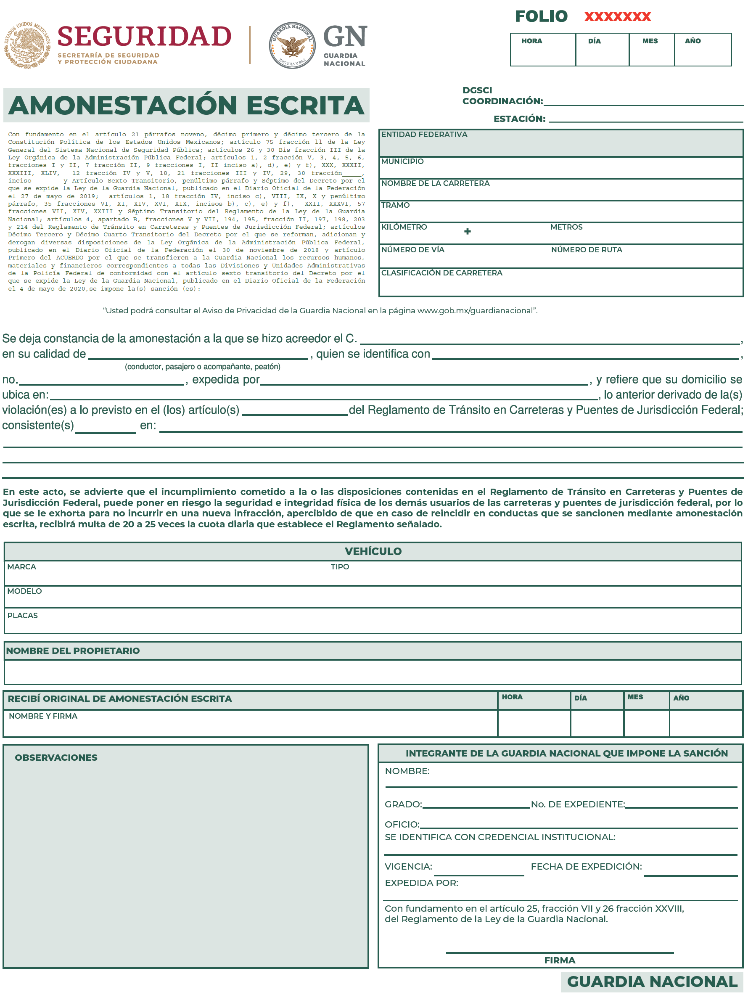 FOLIO XXXXXXX
ESTADOS UNIDOS MEXICANOS
SEGURIDAD
SECRETARÍA DE SEGURIDAD
Y PROTECCIÓN CIUDADANA
GUARDIA NACIONAL
JUSTICIA Y PAZ
GN
GUARDIA
NACIONAL
HORA DÍA MES AÑO
AMONESTACIÓN ESCRITA
DGSCI
COORDINACIÓN:
ESTACIÓN:
Con fundamento en el artículo 21 párrafos noveno, décimo primero y décimo tercero de la
Constitución Política de los Estados Unidos Mexicanos; artículo 75 fracción ll de la Ley
General del Sistema Nacional de Seguridad Pública; artículos 26 y 30 Bis fracción III de la
Ley Orgánica de la Administración Pública Federal; artículos 1, 2 fracción V, 3, 4, 5, 6,
fracciones I y II, 7 fracción II, 9 fracciones I, II inciso a), d), e) y f), XXX, XXXII,
XXXIII, XLIV, 12 fracción IV y V, 18, 21 fracciones III y IV, 29, 30 fracción_____,
inciso______ y Artículo Sexto Transitorio, penúltimo párrafo y Séptimo del Decreto por el
que se expide la Ley de la Guardia Nacional, publicado en el Diario Oficial de la Federación
el 27 de mayo de 2019; artículos 1, 18 fracción IV, inciso c), VIII, IX, X y penúltimo
párrafo, 35 fracciones VI, XI, XIV, XVI, XIX, incisos b), c), e) y f), XXII, XXXVI, 57
fracciones VII, XIV, XXIII y Séptimo Transitorio del Reglamento de la Ley de la Guardia
Nacional; artículos 4, apartado B, fracciones V y VII, 194, 195, fracción II, 197, 198, 203
y 214 del Reglamento de Tránsito en Carreteras y Puentes de Jurisdicción Federal; artículos
Décimo Tercero y Décimo Cuarto Transitorio del Decreto por el que se reforman, adicionan y
derogan diversas disposiciones de la Ley Orgánica de la Administración Pública Federal,
publicado en el Diario Oficial de la Federación el 30 de noviembre de 2018 y artículo
Primero del ACUERDO por el que se transfieren a la Guardia Nacional los recursos humanos,
materiales y financieros correspondientes a todas las Divisiones y Unidades Administrativas
de la Policía Federal de conformidad con el artículo sexto transitorio del Decreto por el
que se expide la Ley de la Guardia Nacional, publicado en el Diario Oficial de la Federación
el 4 de mayo de 2020,se impone la(s) sanción (es):
ENTIDAD FEDERATIVA
MUNICIPIO
NOMBRE DE LA CARRETERA
TRAMO
KILÓMETRO + METROS
NÚMERO DE VÍA NÚMERO DE RUTA
CLASIFICACIÓN DE CARRETERA
“Usted podrá consultar el Aviso de Privacidad de la Guardia Nacional en la página www.gob.mx/guardianacional”.
Se deja constancia de la amonestación a la que se hizo acreedor el C. ,
en su calidad de , quien se identifica con ,
(conductor, pasajero o acompañante, peatón)
no. , expedida por , y refiere que su domicilio se
ubica en: , lo anterior derivado de la(s)
violación(es) a lo previsto en el (los) artículo(s) del Reglamento de Tránsito en Carreteras y Puentes de Jurisdicción Federal;
consistente(s) en:
En este acto, se advierte que el incumplimiento cometido a la o las disposiciones contenidas en el Reglamento de Tránsito en Carreteras y Puentes de
Jurisdicción Federal, puede poner en riesgo la seguridad e integridad física de los demás usuarios de las carreteras y puentes de jurisdicción federal, por lo
que se le exhorta para no incurrir en una nueva infracción, apercibido de que en caso de reincidir en conductas que se sancionen mediante amonestación
escrita, recibirá multa de 20 a 25 veces la cuota diaria que establece el Reglamento señalado.
VEHÍCULO
MARCA TIPO
MODELO
PLACAS
NOMBRE DEL PROPIETARIO
RECIBÍ ORIGINAL DE AMONESTACIÓN ESCRITA HORA DÍA MES AÑO
NOMBRE Y FIRMA
OBSERVACIONES
INTEGRANTE DE LA GUARDIA NACIONAL QUE IMPONE LA SANCIÓN
NOMBRE:
GRADO: No. DE EXPEDIENTE:
OFICIO:
SE IDENTIFICA CON CREDENCIAL INSTITUCIONAL:
VIGENCIA: FECHA DE EXPEDICIÓN:
EXPEDIDA POR:
Con fundamento en el artículo 25, fracción VII y 26 fracción XXVIII,
del Reglamento de la Ley de la Guardia Nacional.
FIRMA
GUARDIA NACIONAL